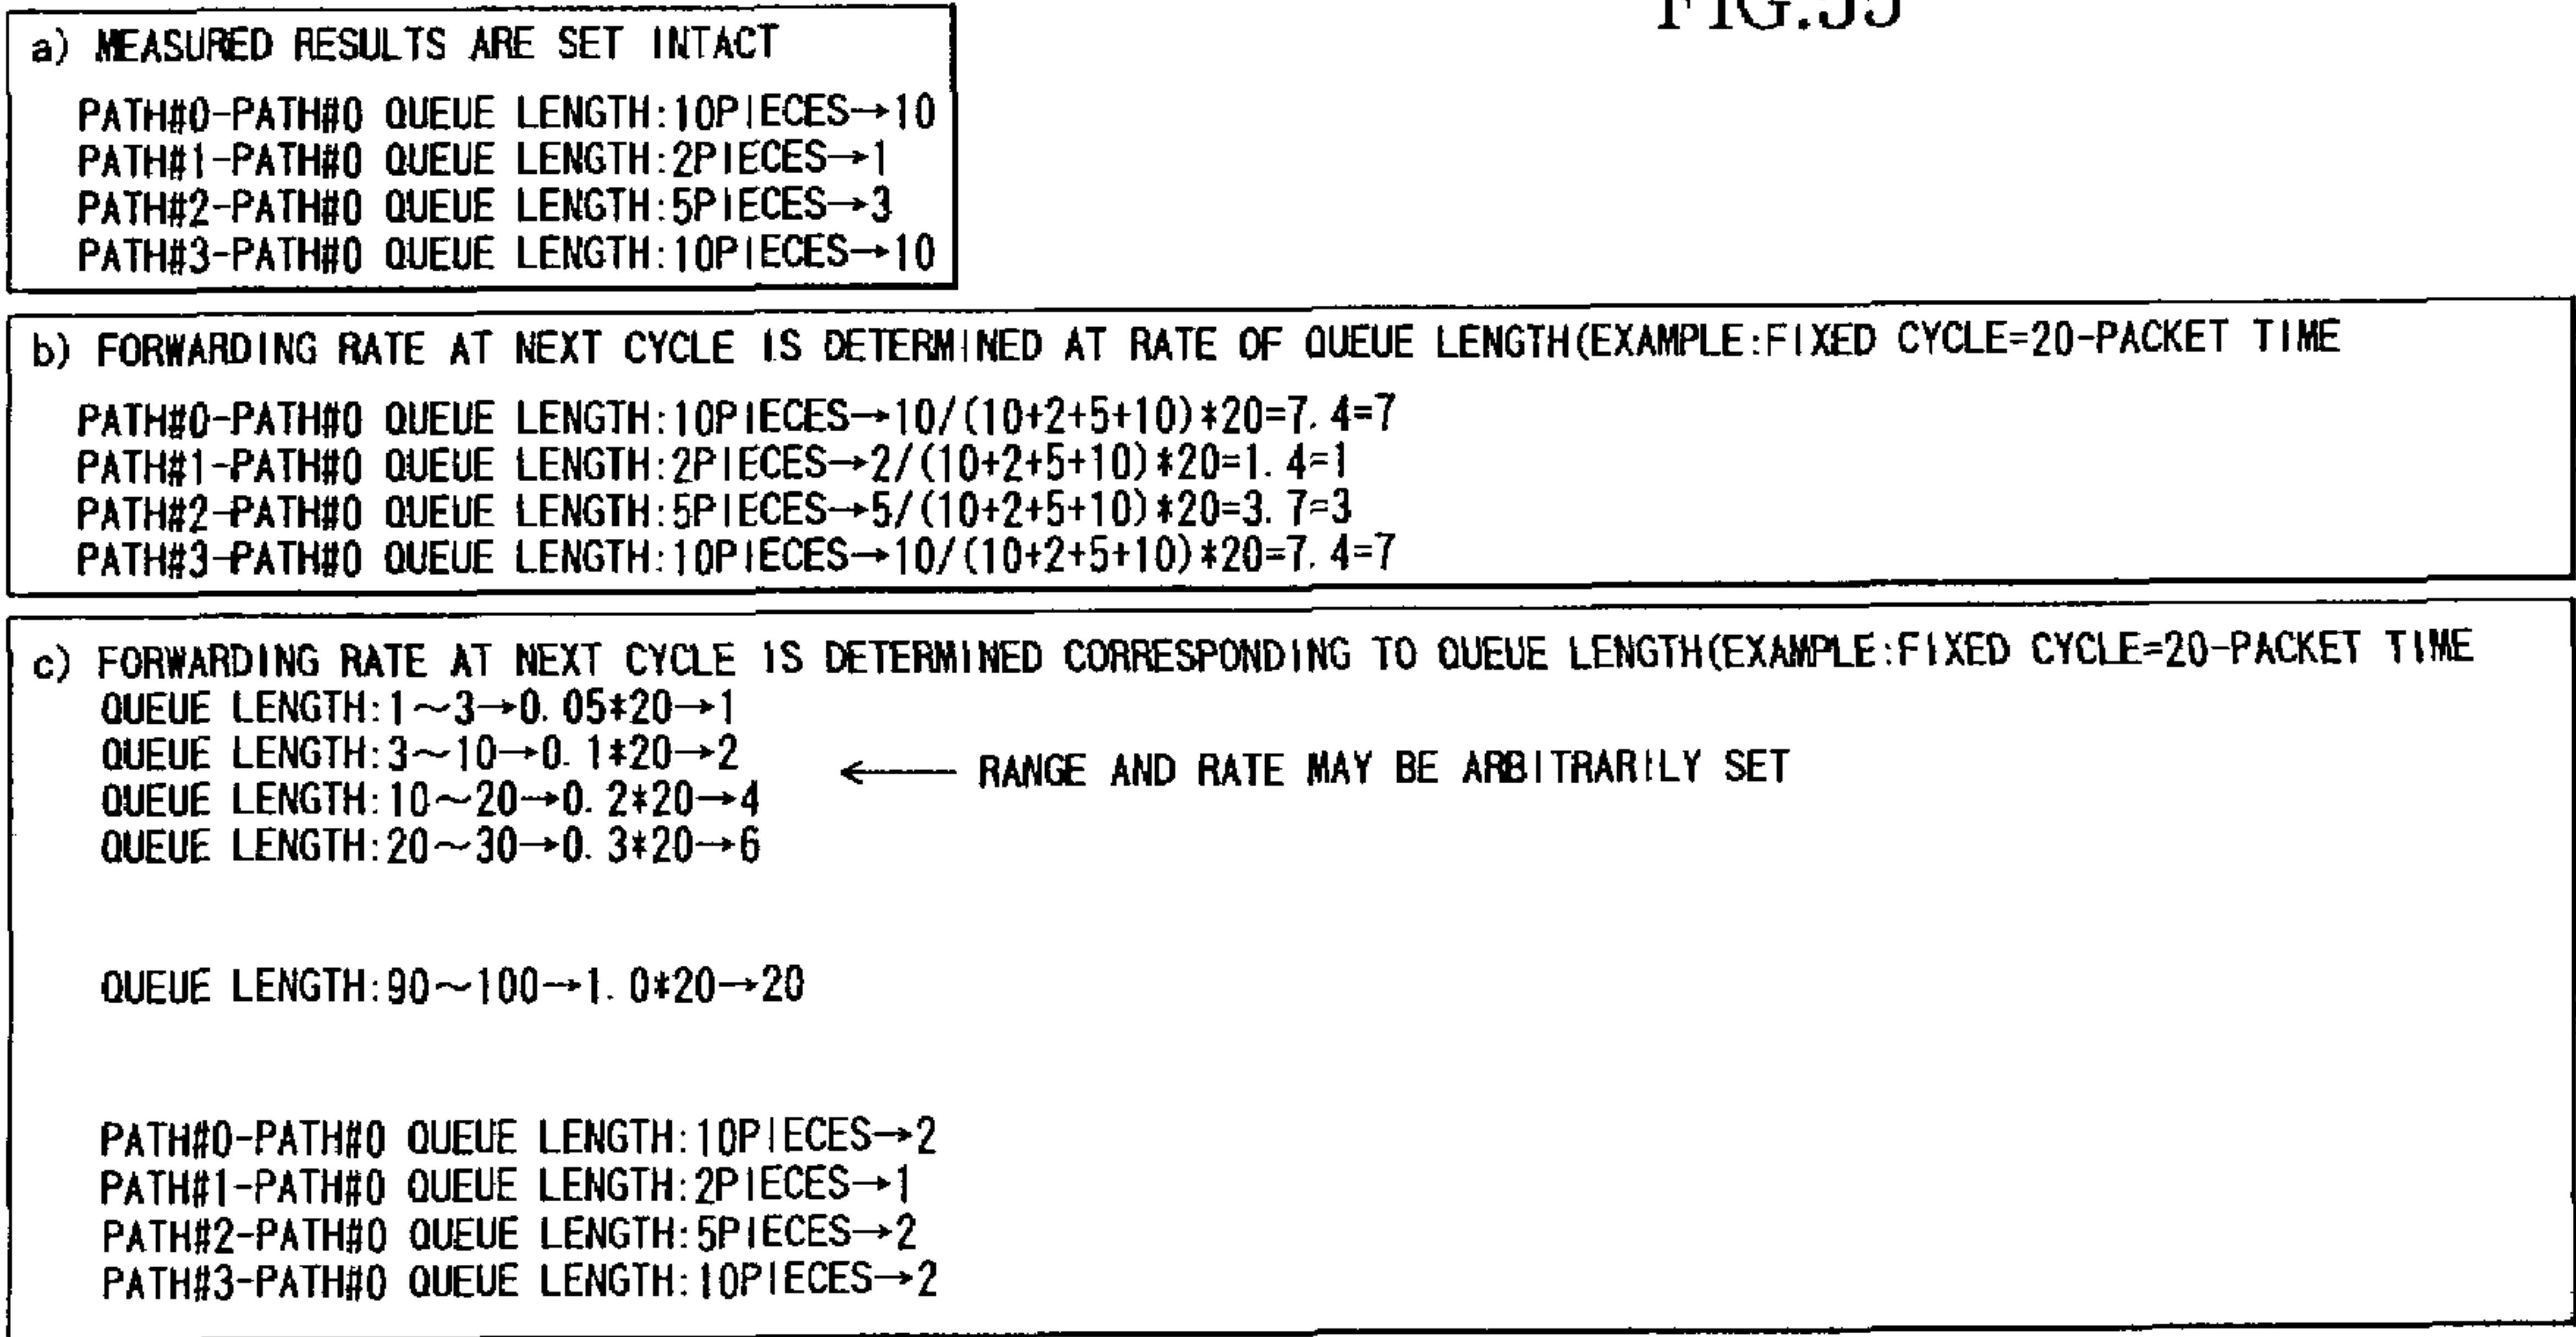 FIG.35
a) MEASURED RESULTS ARE SET INTACT
PATH#0-PATH#0 QUEUE LENGTH:10PIECES→10
PATH#1-PATH#0 QUEUE LENGTH:2PIECES→1
PATH#2-PATH#0 QUEUE LENGTH:5PIECES→3
PATH#3-PATH#0 QUEUE LENGTH:10PIECES→10
b) FORWARDING RATE AT NEXT CYCLE IS DETERMINED AT RATE OF QUEUE LENGTH(EXAMPLE:FIXED CYCLE=20-PACKET TIME
PATH#0-PATH#0 QUEUE LENGTH:10PIECES→10/(10+2+5+10)*20=7.4=7
PATH#1-PATH#0 QUEUE LENGTH:2PIECES→2/(10+2+5+10)*20=1.4=1
PATH#2-PATH#0 QUEUE LENGTH:5PIECES→5/(10+2+5+10)*20=3.7=3
PATH#3-PATH#0 QUEUE LENGTH:10PIECES→10/(10+2+5+10)*20=7.4=7
c) FORWARDING RATE AT NEXT CYCLE IS DETERMINED CORRESPONDING TO QUEUE LENGTH(EXAMPLE:FIXED CYCLE=20-PACKET TIME
QUEUE LENGTH:1~3→0.05*20→1
QUEUE LENGTH:3~10→0.1*20→2
← RANGE AND RATE MAY BE ARBITRARILY SET
QUEUE LENGTH:10~20→0.2*20→4
QUEUE LENGTH:20~30→0.3*20→6
QUEUE LENGTH:90~100→1.0*20→20
PATH#0-PATH#0 QUEUE LENGTH:10PIECES→2
PATH#1-PATH#0 QUEUE LENGTH:2PIECES→1
PATH#2-PATH#0 QUEUE LENGTH:5PIECES→2
PATH#3-PATH#0 QUEUE LENGTH:10PIECES→2